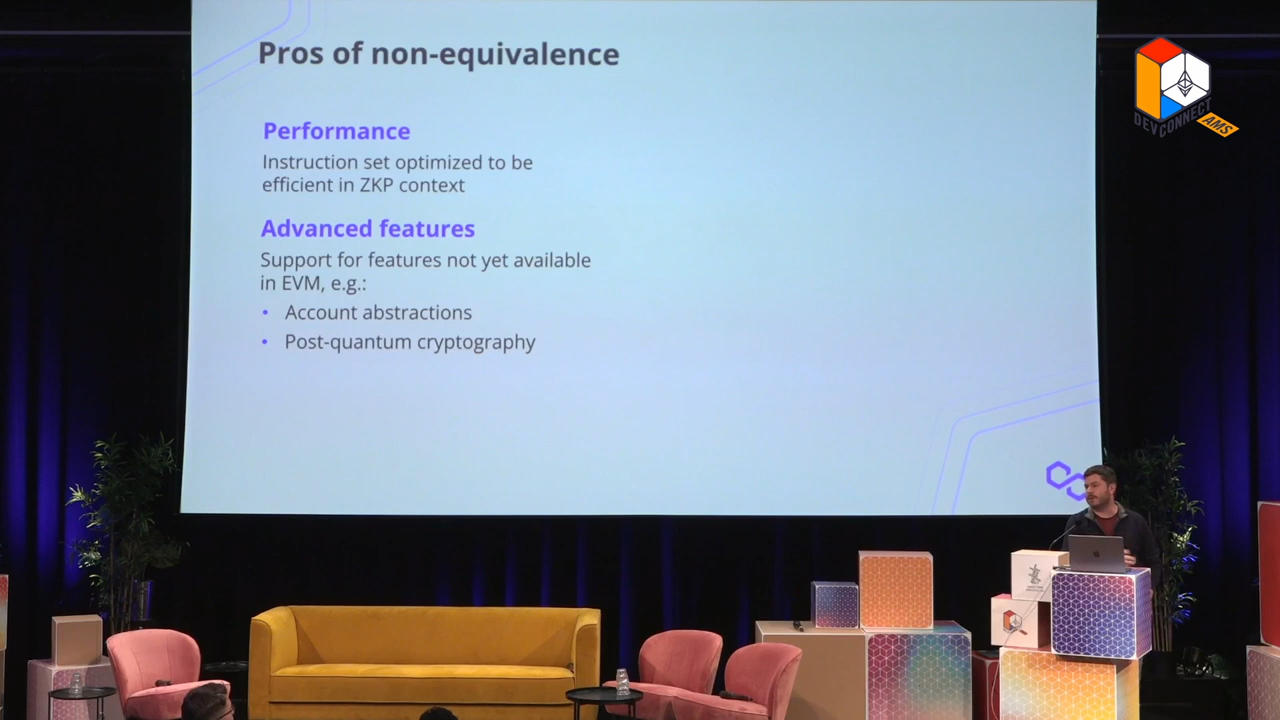 Pros of non-equivalence
Performance
Instruction set optimized to be
efficient in ZKP context
Advanced features
Support for features not yet available
in EVM, e.g.:
• Account abstractions
• Post-quantum cryptography
DEVCONNECT
AMS